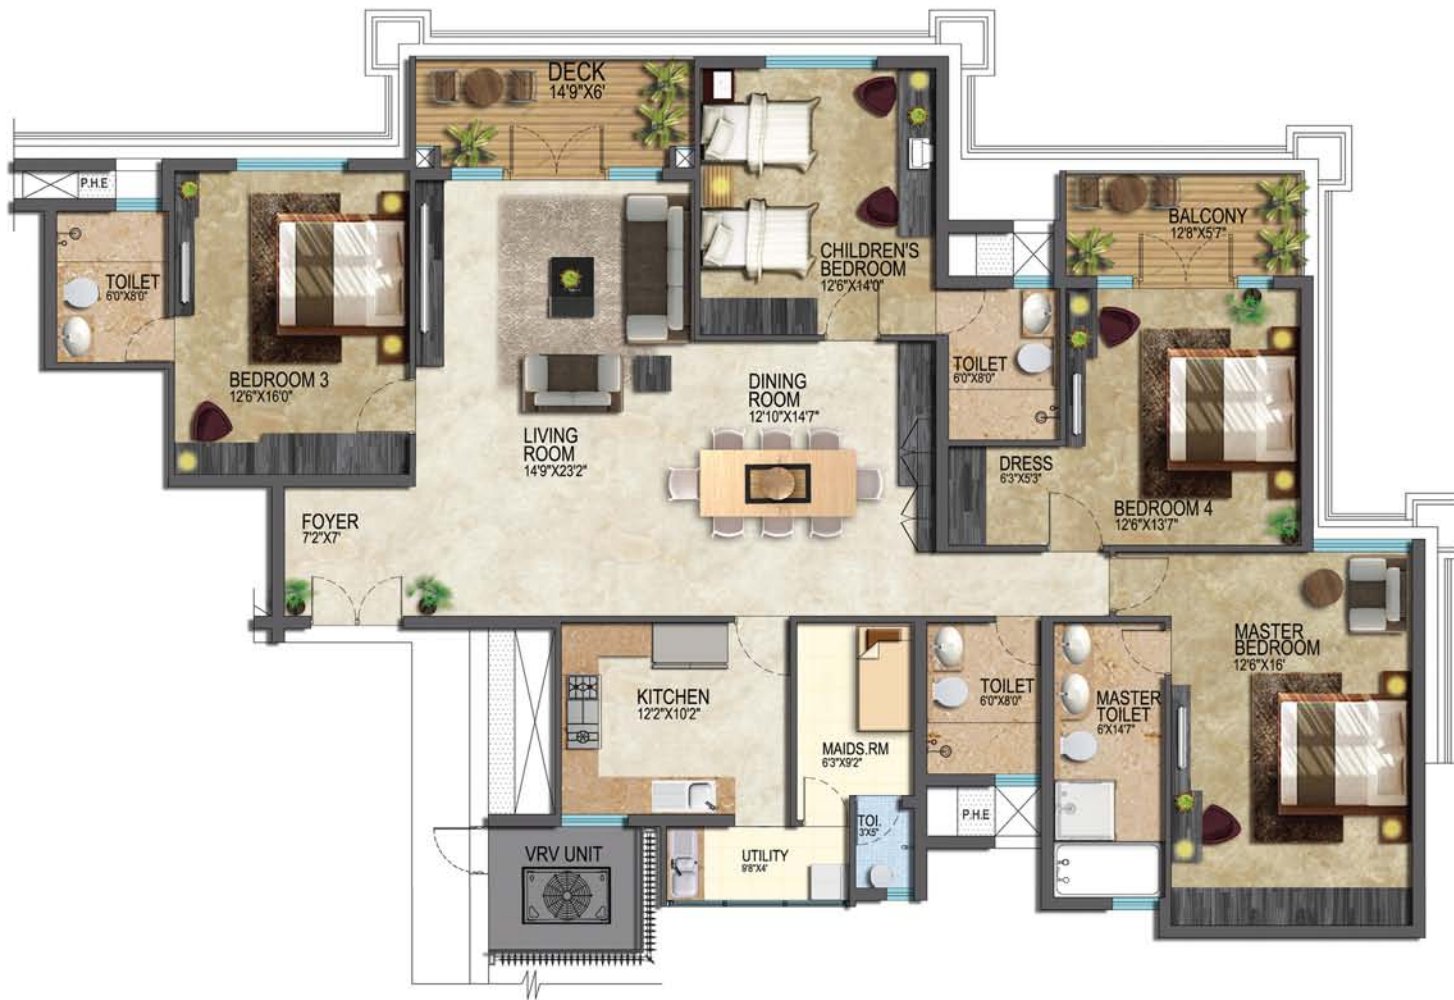 DECK
14'9"X6'
P.H.E
TOILET
6'0"X8'0"
BEDROOM 3
12'6"X16'0"
CHILDREN'S
BEDROOM
12'6"X14'0"
BALCONY
12'8"X5'7"
TOILET
6'0"X8'0"
DINING
ROOM
12'10"X14'7"
LIVING
ROOM
14'9"X23'2"
DRESS
6'3"X5'3"
BEDROOM 4
12'6"X13'7"
FOYER
7'2"X7'
MASTER
BEDROOM
12'6"X16'
KITCHEN
12'2"X10'2"
MAIDS.RM
6'3"X9'2"
TOILET
6'0"X8'0"
MASTER
TOILET
6'X14'7"
P.H.E
TOI.
3'X5'
VRV UNIT
UTILITY
9'8"X4'